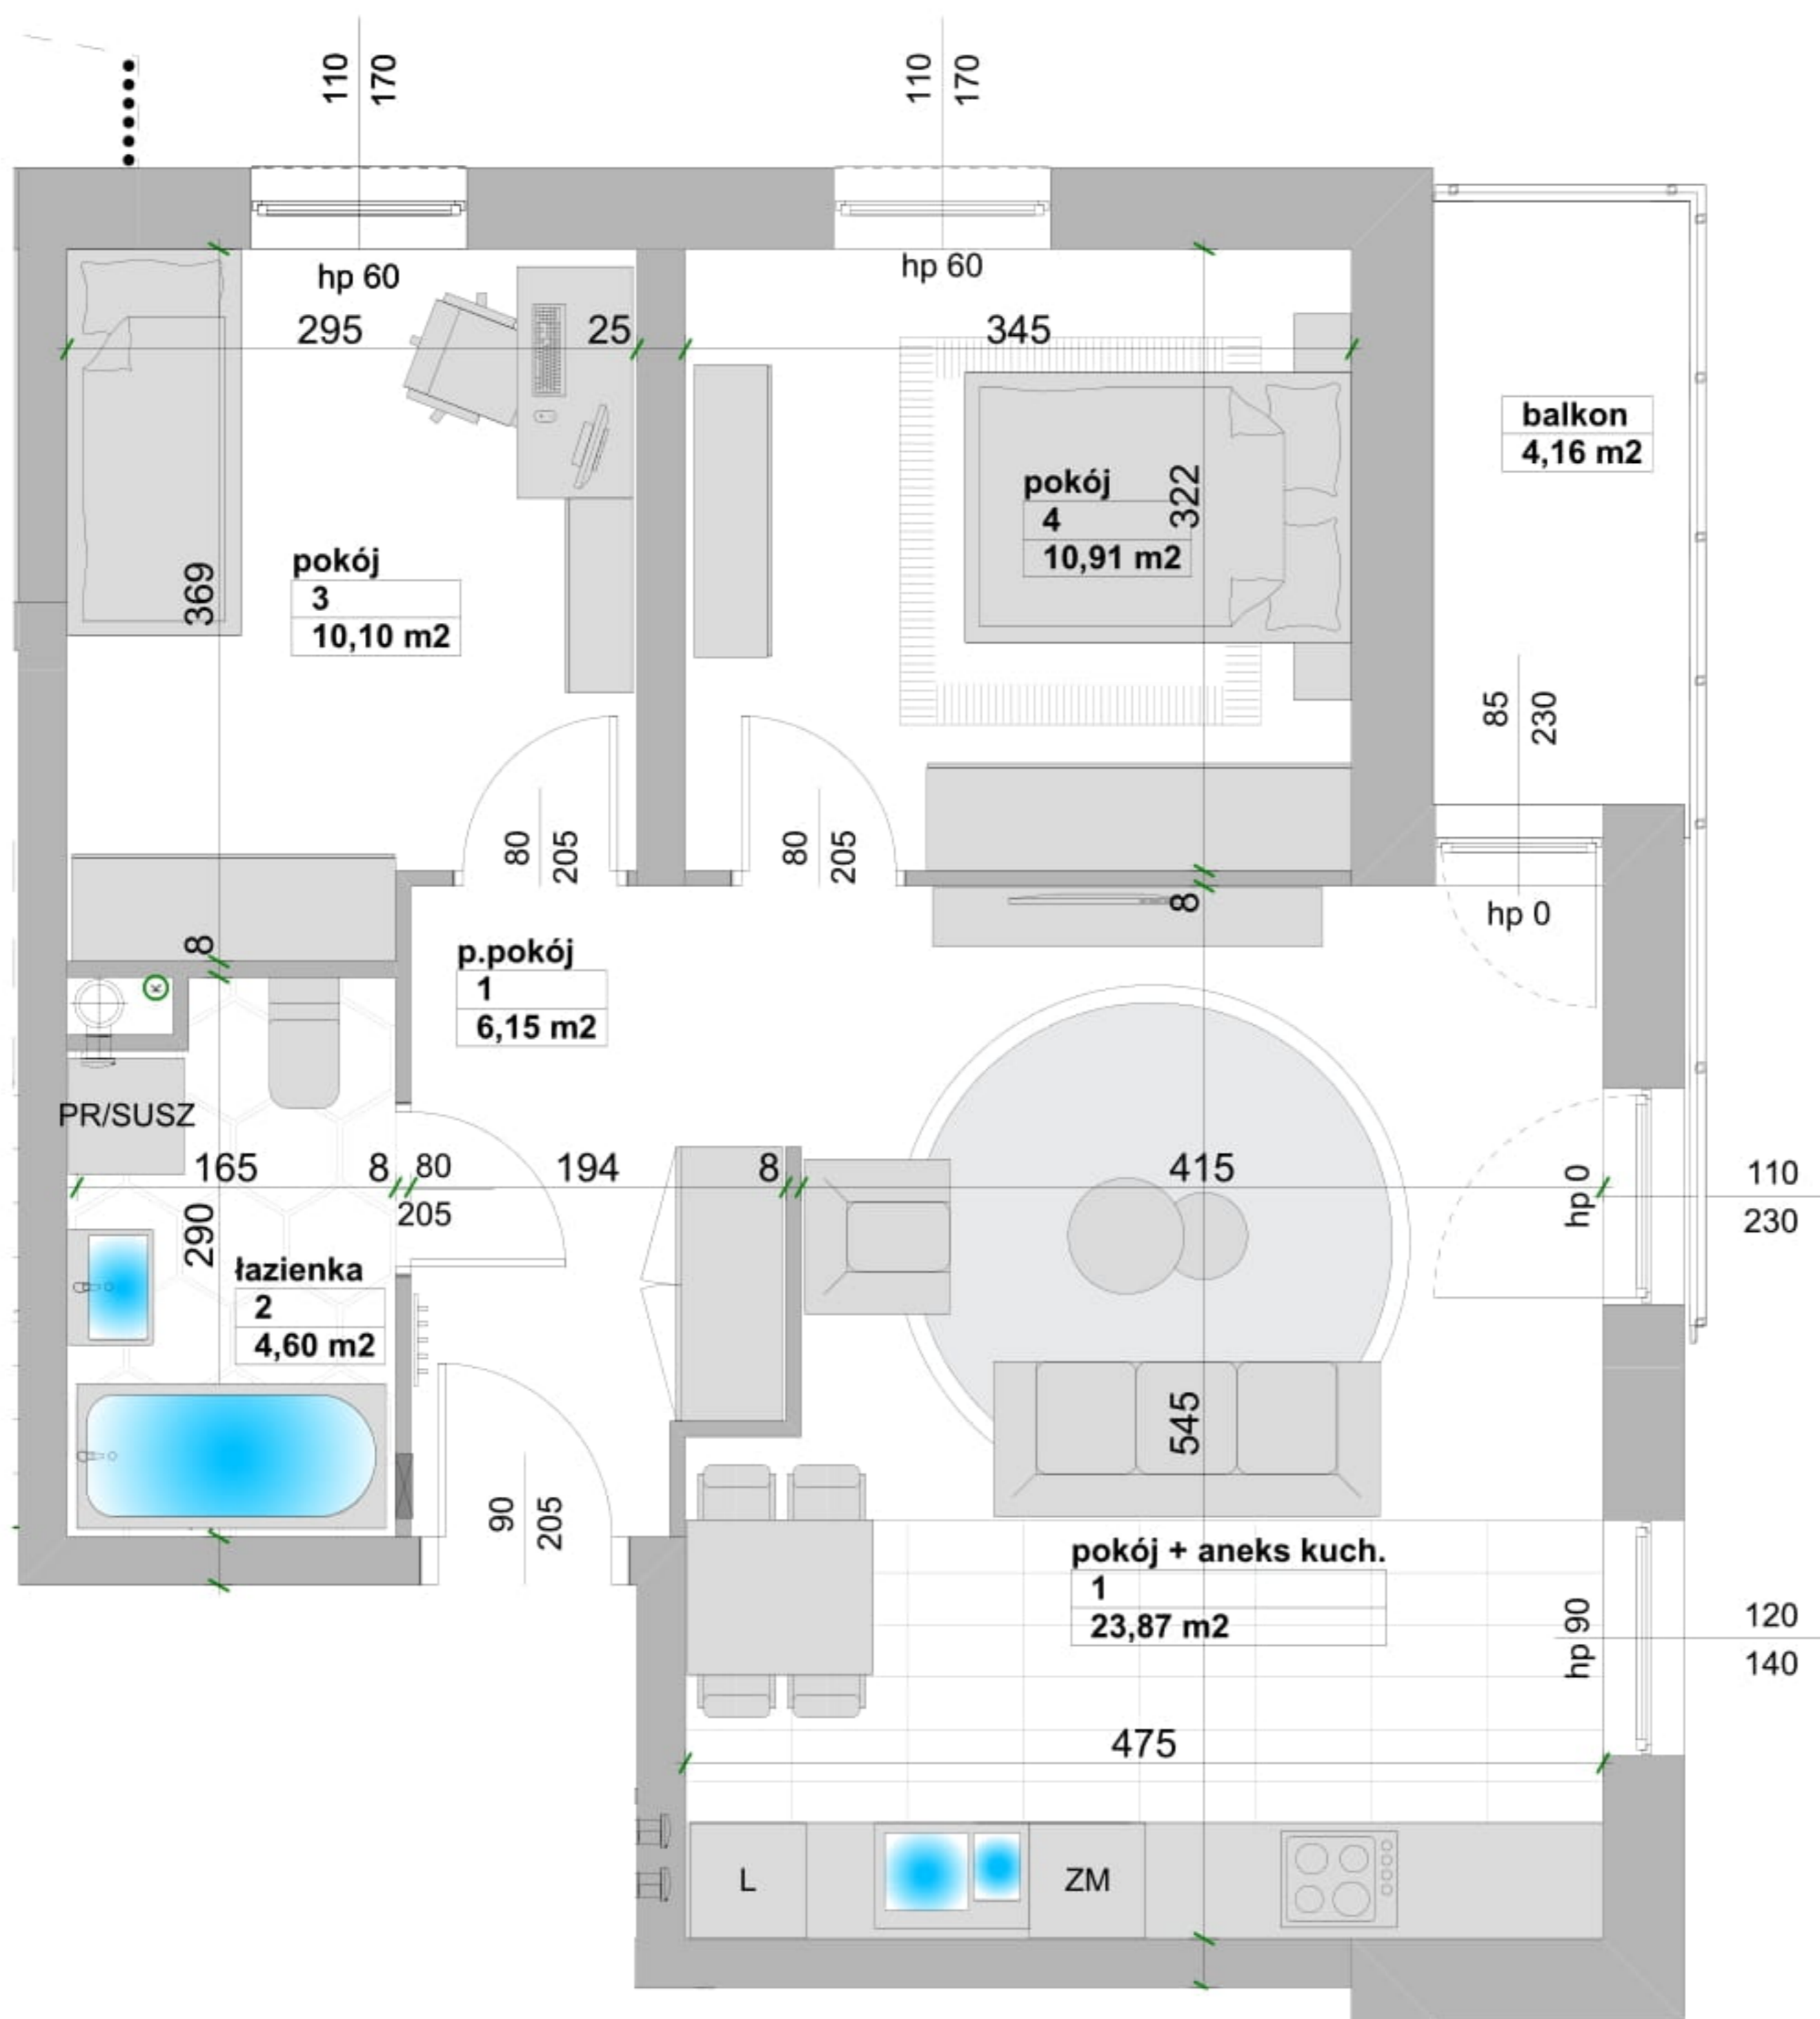 110
170
110
170
hp 60
hp 60
295
25
345
balkon
4,16 m2
pokój
4
10,91 m2
322
pokój
3
10,10 m2
369
85
230
80
205
80
205
8
8
hp 0
p.pokój
1
6,15 m2
K
PR/SUSZ
165
8
80
205
194
8
415
hp 0
110
230
290
łazienka
2
4,60 m2
545
90
205
pokój + aneks kuch.
1
23,87 m2
hp 90
120
140
475
L
ZM